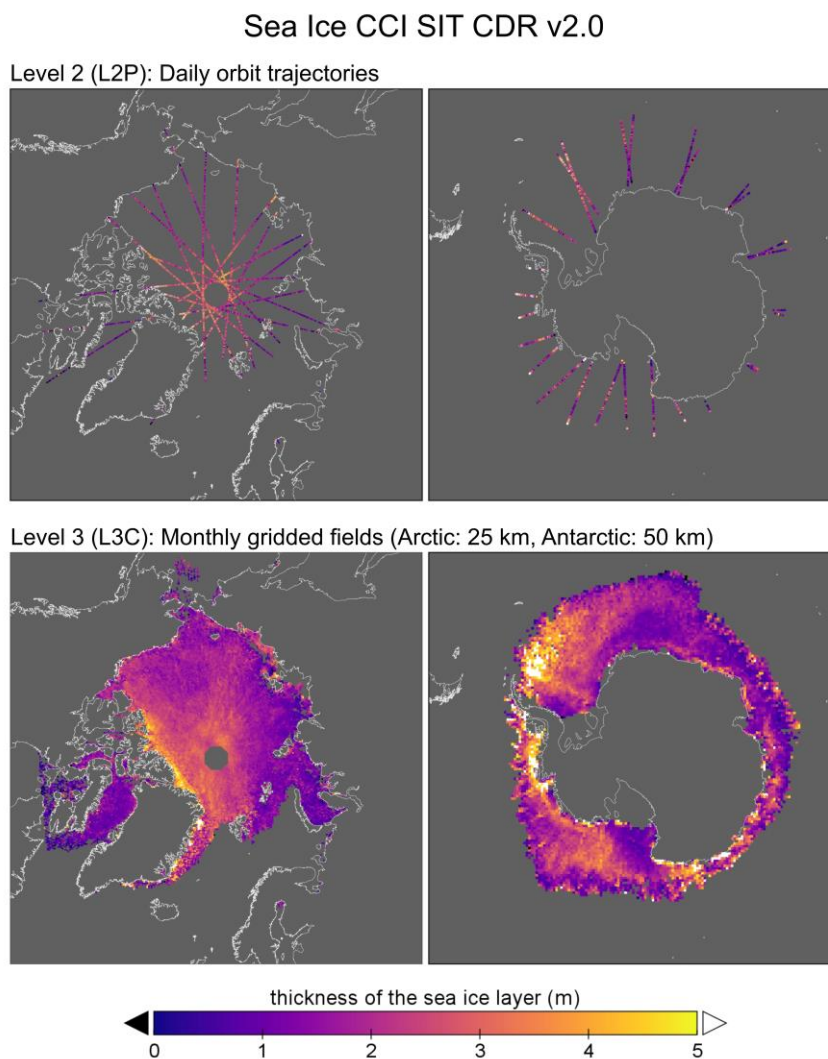 Sea Ice CCI SIT CDR v2.0
Level 2 (L2P): Daily orbit trajectories
Level 3 (L3C): Monthly gridded fields (Arctic: 25 km, Antarctic: 50 km)
thickness of the sea ice layer (m)
0 1 2 3 4 5